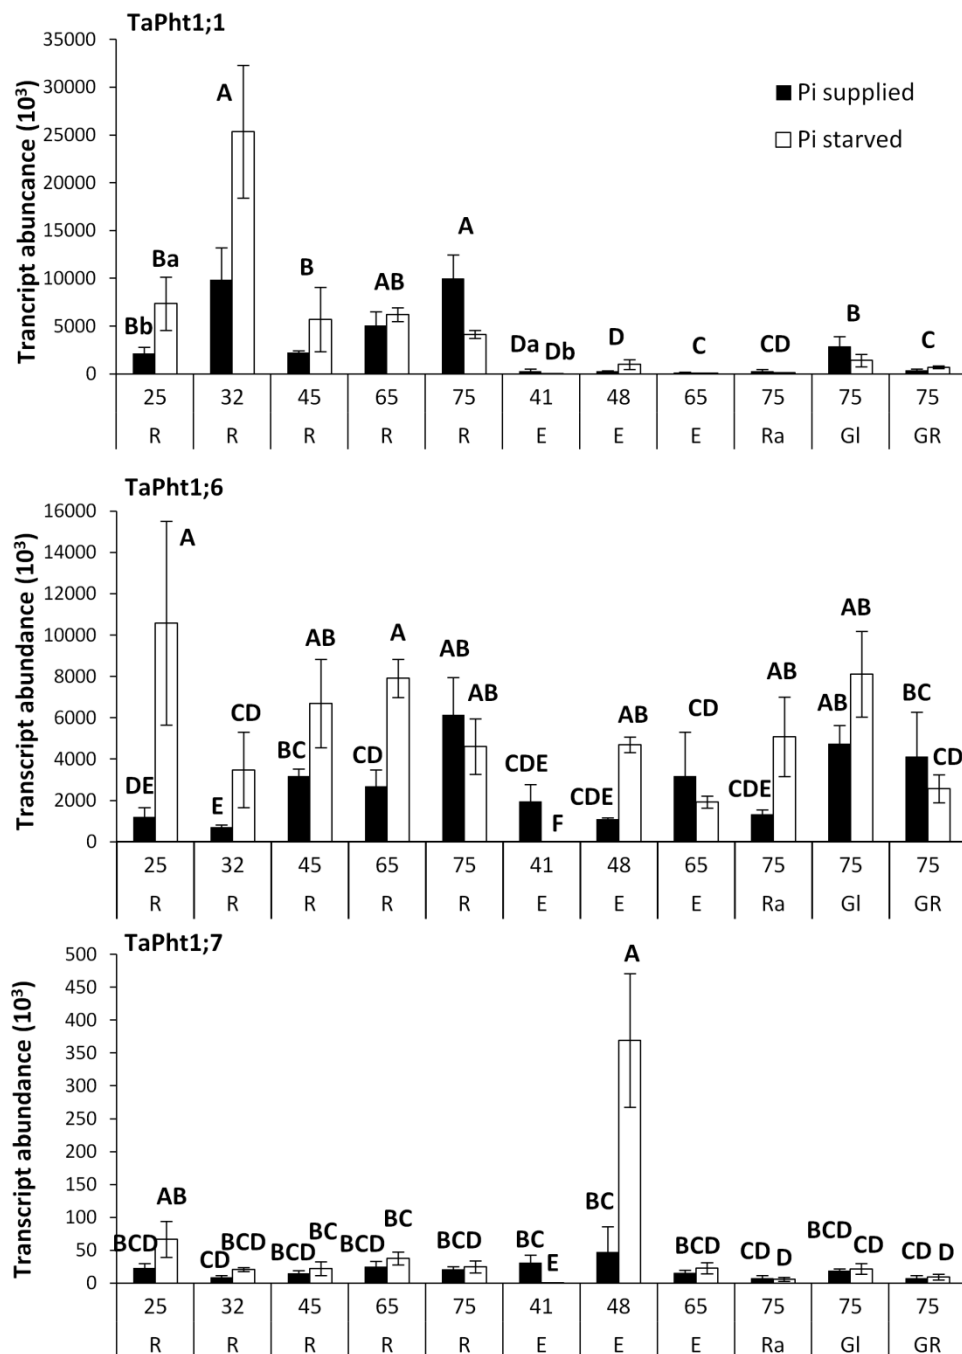 TaPht1;1
Trancript abuncance (10³)
35000
30000
25000
20000
15000
10000
5000
0
Pi supplied
Pi starved
Bb Ba A B AB A Da Db D C CD B C
25 32 45 65 75 41 48 65 75 75 75
R R R R R E E E Ra Gl GR
TaPht1;6
Transcript abundance (10³)
16000
14000
12000
10000
8000
6000
4000
2000
0
DE A E CD BC AB CD A AB AB CDE F CDE AB CD CDE AB AB AB BC CD
25 32 45 65 75 41 48 65 75 75 75
R R R R R E E E Ra Gl GR
TaPht1;7
Transcript abundance (10³)
500
450
400
350
300
250
200
150
100
50
0
BCD AB CD BCD BCD BC BCD BC BCD BC E BC A BCD CD D BCD CD CD D
25 32 45 65 75 41 48 65 75 75 75
R R R R R E E E Ra Gl GR